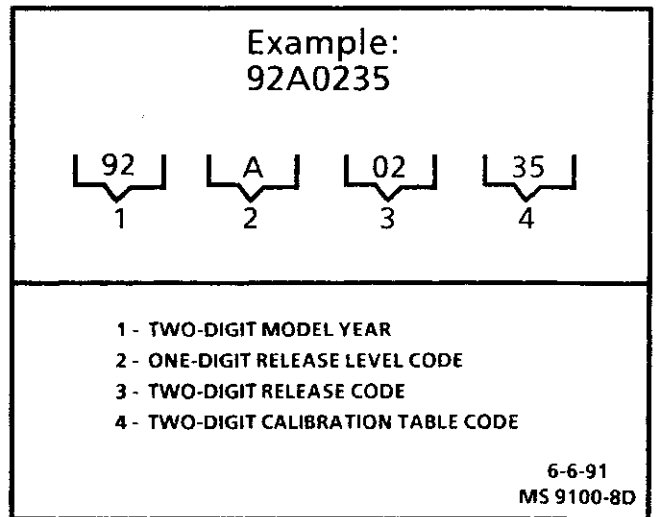 Example:
92A0235
92 A 02 35
1 2 3 4
1 - TWO-DIGIT MODEL YEAR
2 - ONE-DIGIT RELEASE LEVEL CODE
3 - TWO-DIGIT RELEASE CODE
4 - TWO-DIGIT CALIBRATION TABLE CODE
6-6-91
MS 9100-8D